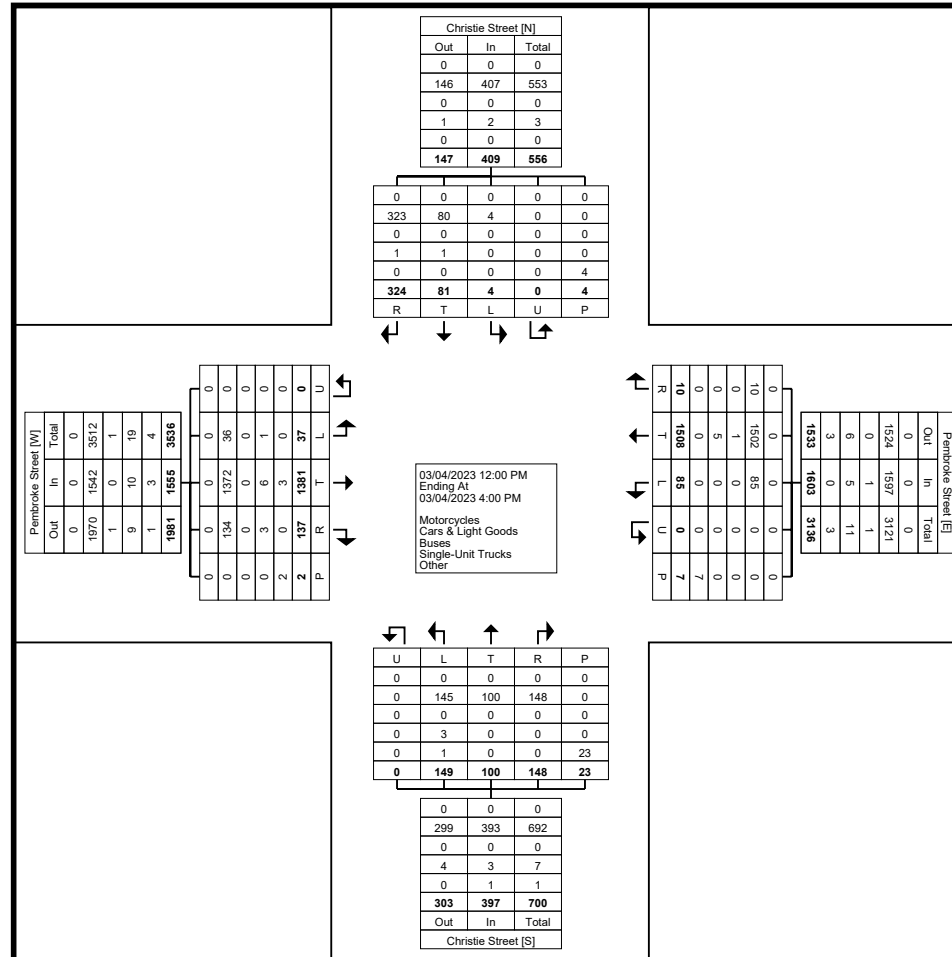 Christie Street [N]
Out In Total
0 0 0
146 407 553
0 0 0
1 2 3
0 0 0
147 409 556
0 0 0 0 0
323 80 4 0 0
0 0 0 0 0
1 1 0 0 0
0 0 0 0 4
324 81 4 0 4
R T L U P
Pembroke Street [W]
Total In Out
0 0 0
3512 1542 1970
1 0 1
19 10 9
4 3 1
3536 1555 1981
0 0 0 0 0
0 36 1372 134 0
0 0 0 0 0
0 1 6 3 0
0 0 3 0 2
0 37 1381 137 2
U L T R P
03/04/2023 12:00 PM
Ending At
03/04/2023 4:00 PM
Motorcycles
Cars & Light Goods
Buses
Single-Unit Trucks
Other
Pembroke Street [E]
Out In Total
0 0 0
1524 1597 3121
0 1 1
6 5 11
3 0 3
1533 1603 3136
0 0 0 0 0
10 1502 85 0 0
0 1 0 0 0
0 5 0 0 0
0 0 0 0 7
10 1508 85 0 7
R T L U P
U L T R P
0 0 0 0 0
0 145 100 148 0
0 0 0 0 0
0 3 0 0 0
0 1 0 0 23
0 149 100 148 23
0 0 0
299 393 692
0 0 0
4 3 7
0 1 1
303 397 700
Out In Total
Christie Street [S]